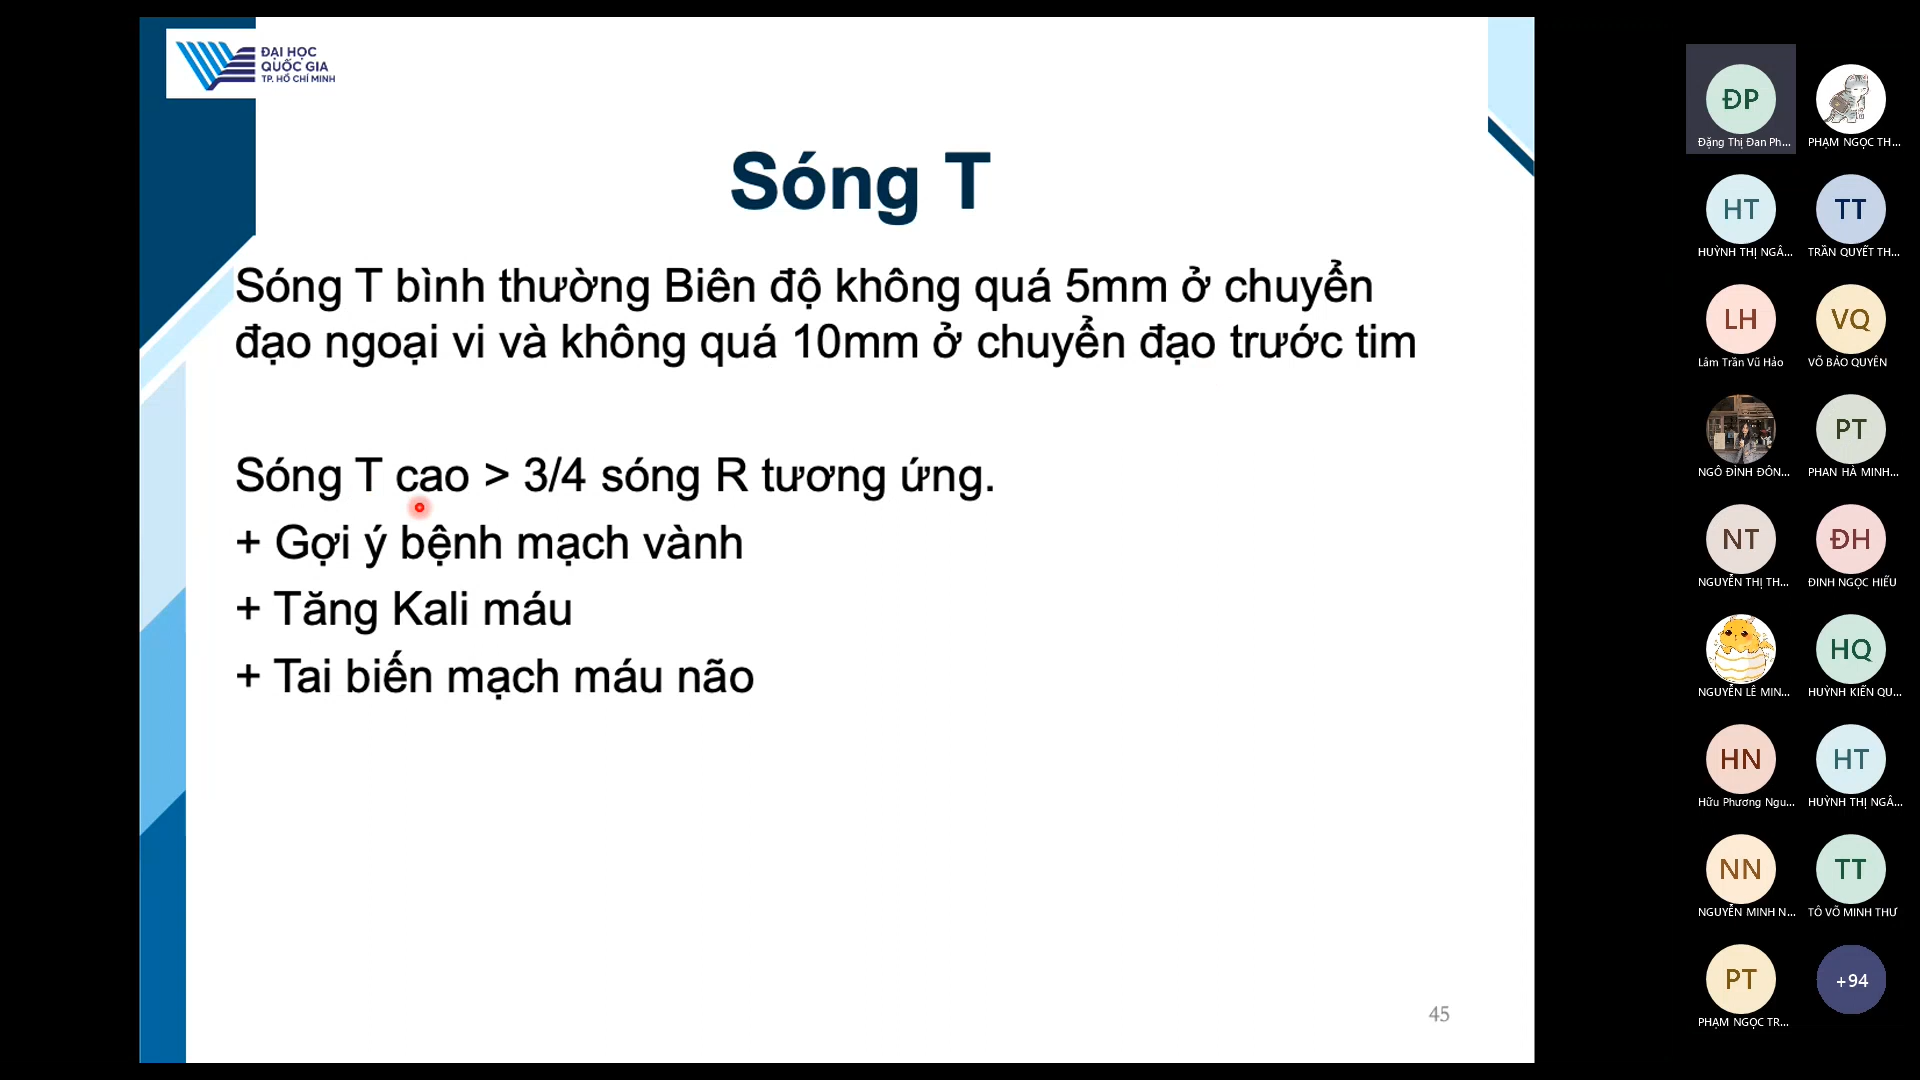 ĐẠI HỌC
QUỐC GIA
TP. HỒ CHÍ MINH
Sóng T
Sóng T bình thường Biên độ không quá 5mm ở chuyển
đạo ngoại vi và không quá 10mm ở chuyển đạo trước tim
Sóng T cao > 3/4 sóng R tương ứng.
+ Gợi ý bệnh mạch vành
+ Tăng Kali máu
+ Tai biến mạch máu não
45
ĐP
Đặng Thị Đan Ph...
PHẠM NGỌC TH...
HT
HUỲNH THỊ NGÂ...
TT
TRẦN QUYẾT TH...
LH
Lâm Trần Vũ Hảo
VQ
VÕ BẢO QUYÊN
NGÔ ĐÌNH ĐÔN...
PT
PHAN HÀ MINH...
NT
NGUYỄN THỊ TH...
ĐH
ĐINH NGỌC HIẾU
NGUYỄN LÊ MIN...
HQ
HUỲNH KIẾN QU...
HN
Hữu Phương Ngu...
HT
HUỲNH THỊ NGÂ...
NN
NGUYỄN MINH N...
TT
TÔ VÕ MINH THƯ
PT
PHẠM NGỌC TR...
+94